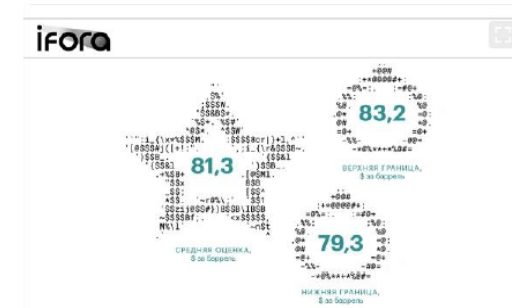 ifora
83,2
ВЕРХНЯЯ ГРАНИЦА,
$ за баррель
81,3
СРЕДНЯЯ ОЦЕНКА,
$ за баррель
79,3
НИЖНЯЯ ГРАНИЦА,
$ за баррель